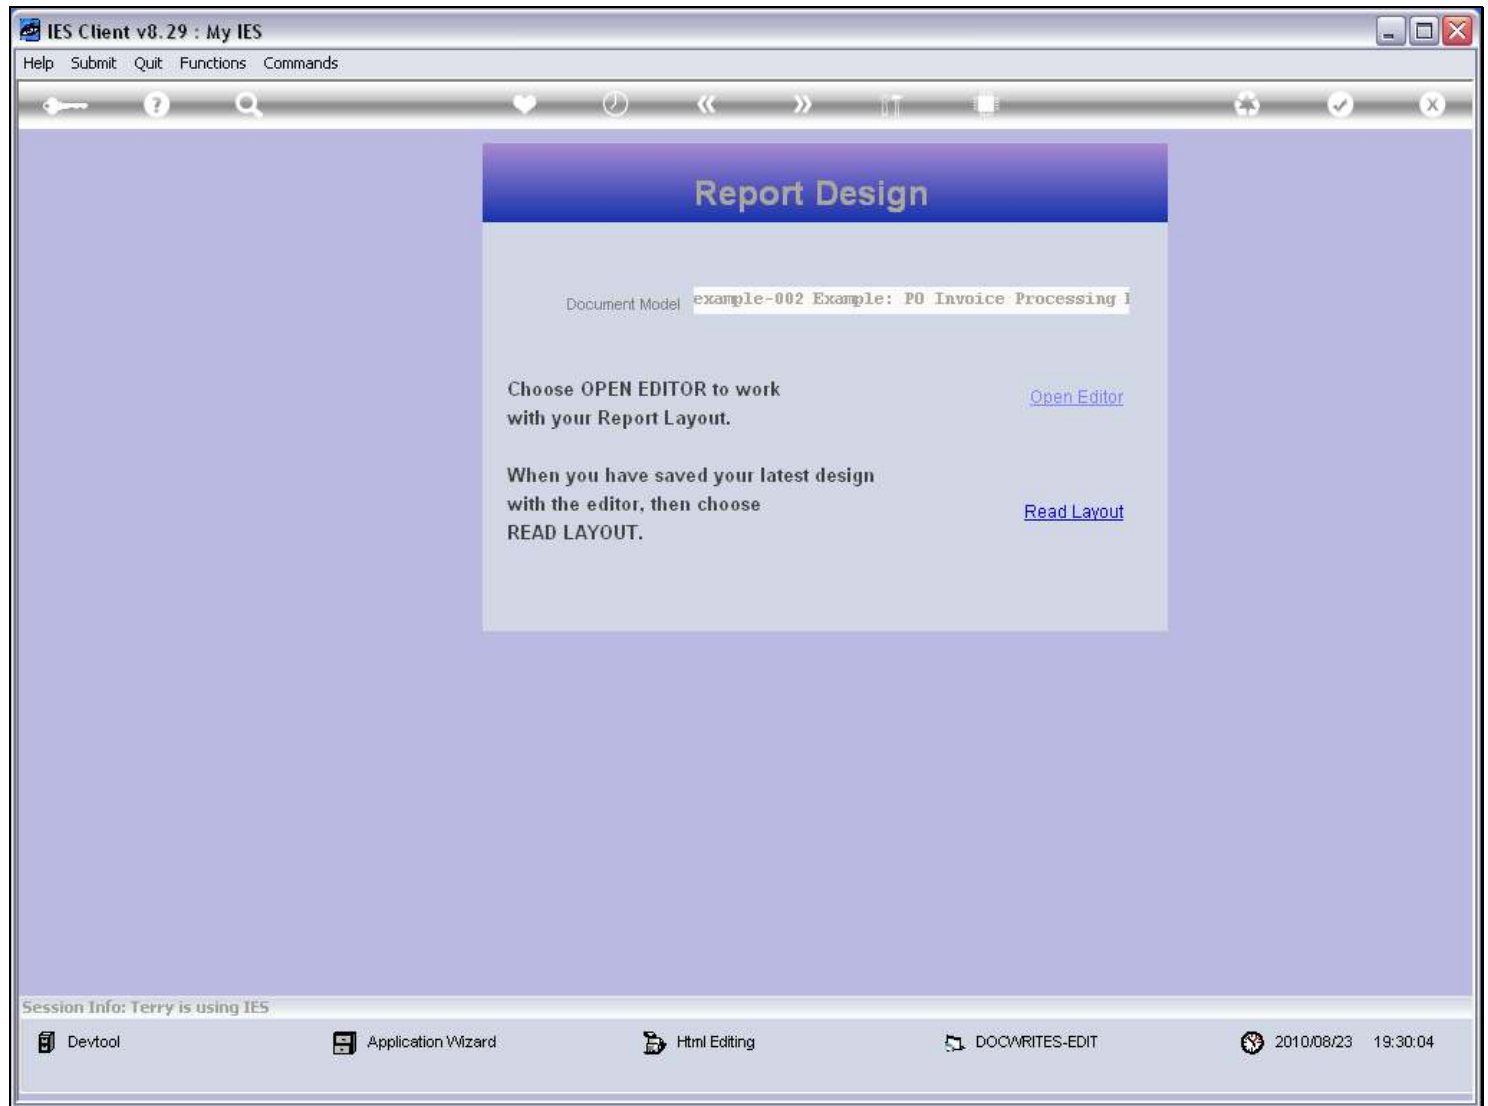 IES Client v8.29 : My IES
Help Submit Quit Functions Commands
Report Design
Document Model example-002 Example: PO Invoice Processing
Choose OPEN EDITOR to work
with your Report Layout.
Open Editor
When you have saved your latest design
with the editor, then choose
READ LAYOUT.
Read Layout
Session Info: Terry is using IES
Devtool Application Wizard Html Editing DOCWRITES-EDIT 2010/08/23 19:30:04